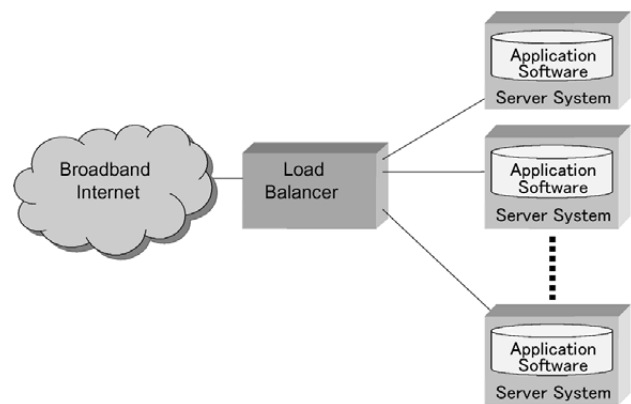 Broadband
Internet
Load
Balancer
Application
Software
Server System
Application
Software
Server System
Application
Software
Server System